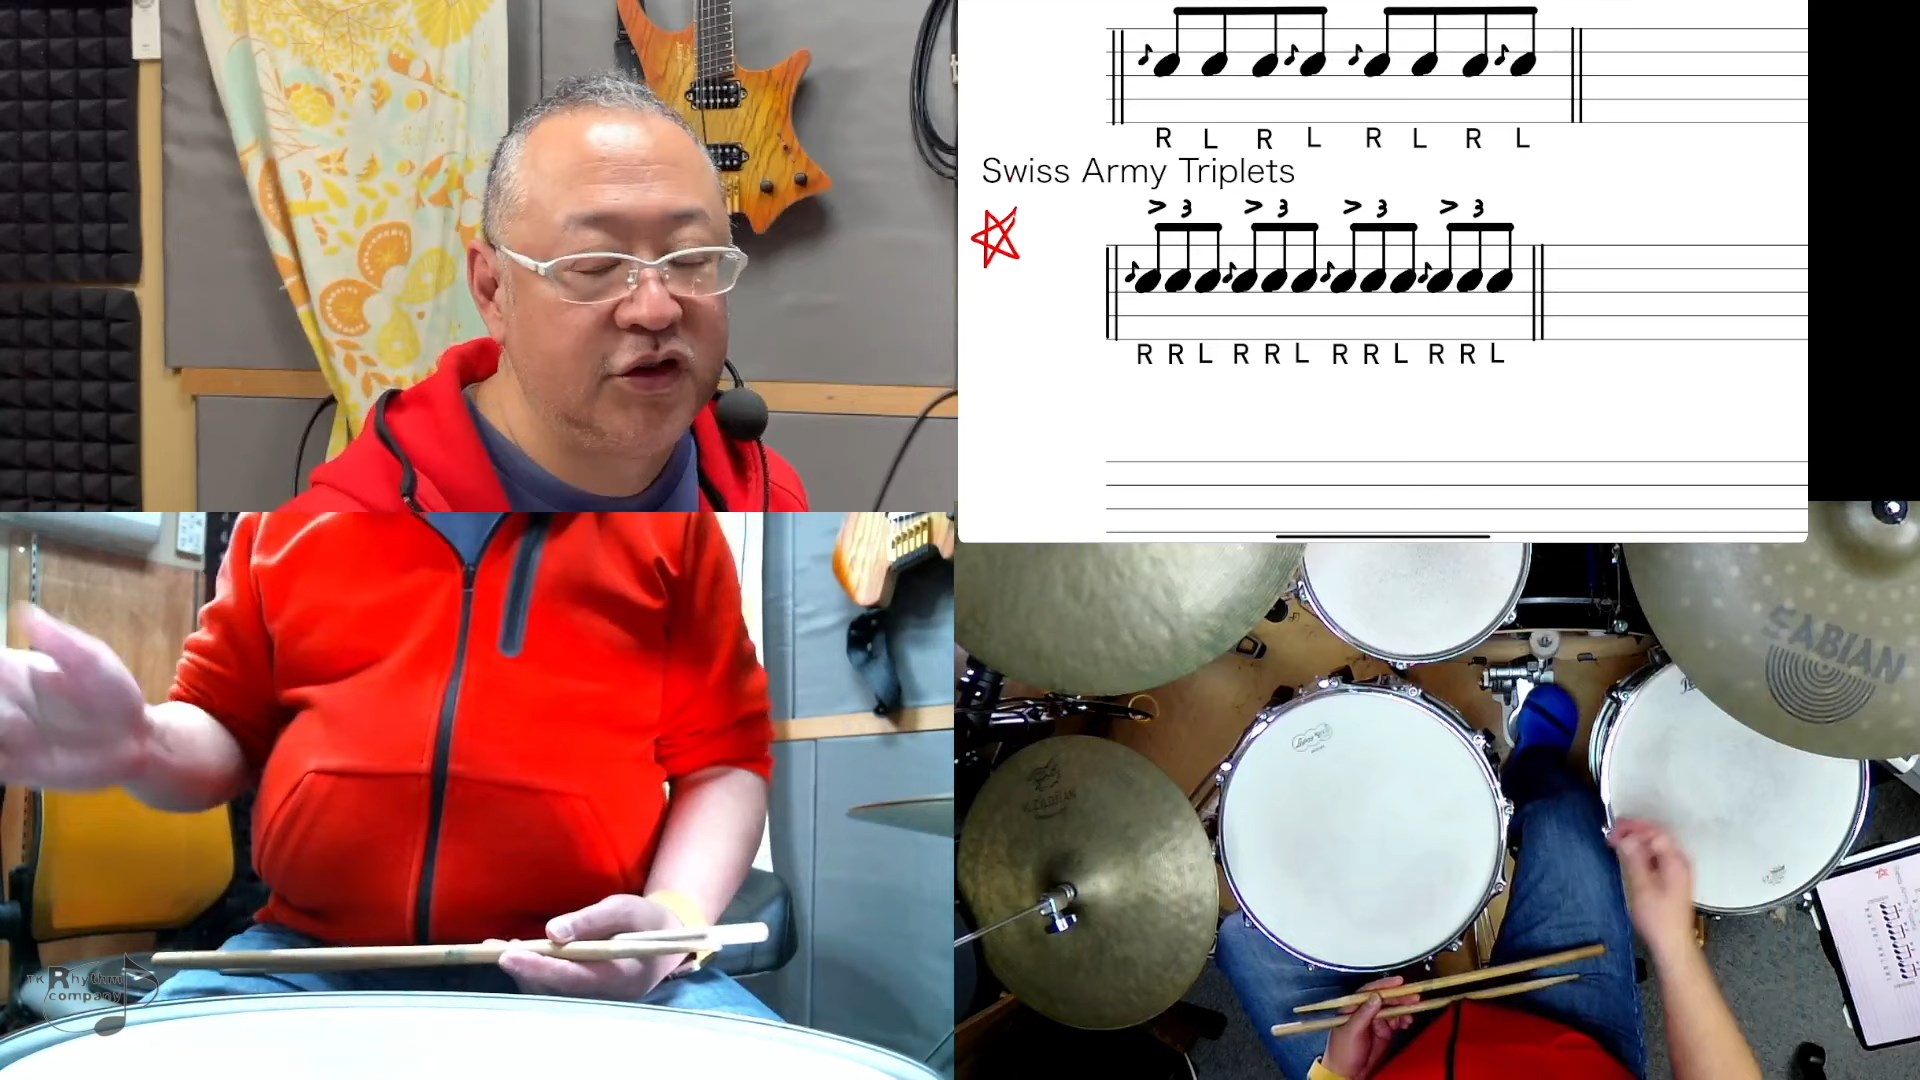 R L R L R L R L
Swiss Army Triplets
> 3 > 3 > 3 > 3
R R L R R L R R L R R L
SABIAN
TK Rhythm
company